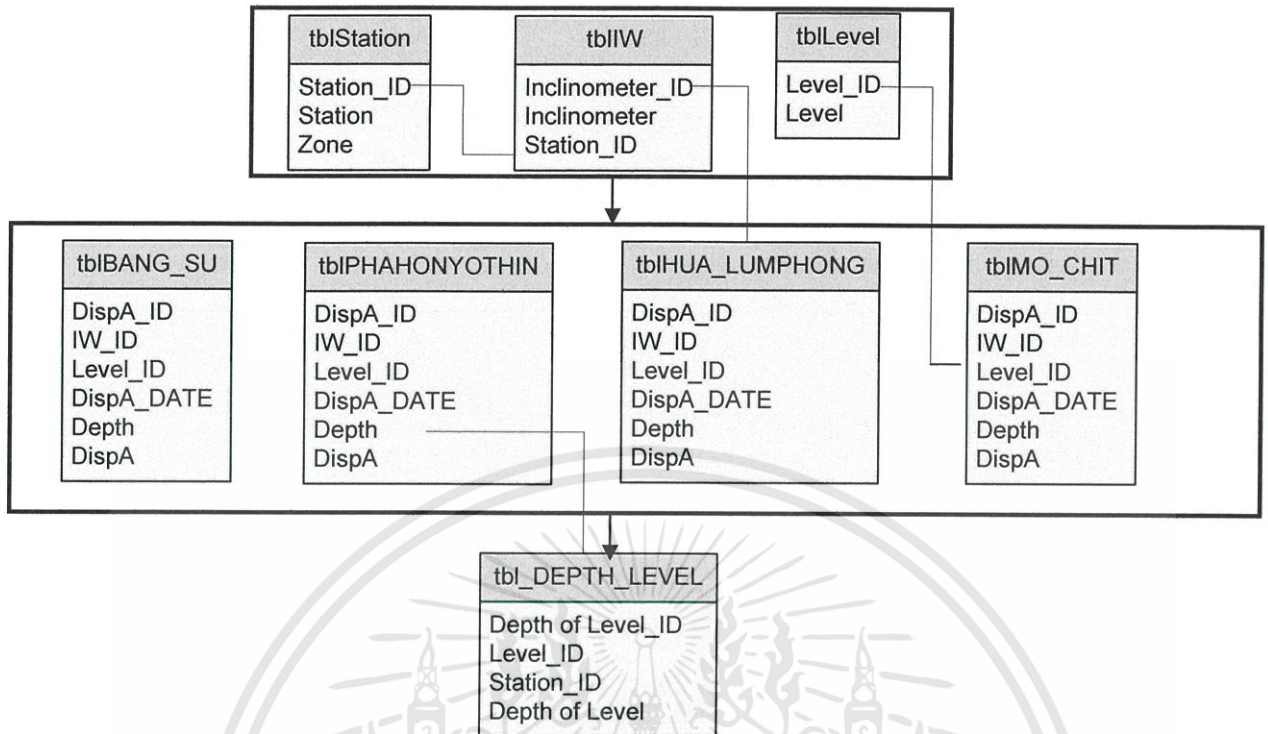 tblStation
Station_ID
Station
Zone
tblIW
Inclinometer_ID
Inclinometer
Station_ID
tblLevel
Level_ID
Level
tblBANG_SU
DispA_ID
IW_ID
Level_ID
DispA_DATE
Depth
DispA
tblPHAHONYOTHIN
DispA_ID
IW_ID
Level_ID
DispA_DATE
Depth
DispA
tblHUA_LUMPHONG
DispA_ID
IW_ID
Level_ID
DispA_DATE
Depth
DispA
tblMO_CHIT
DispA_ID
IW_ID
Level_ID
DispA_DATE
Depth
DispA
tbl_DEPTH_LEVEL
Depth of Level_ID
Level_ID
Station_ID
Depth of Level